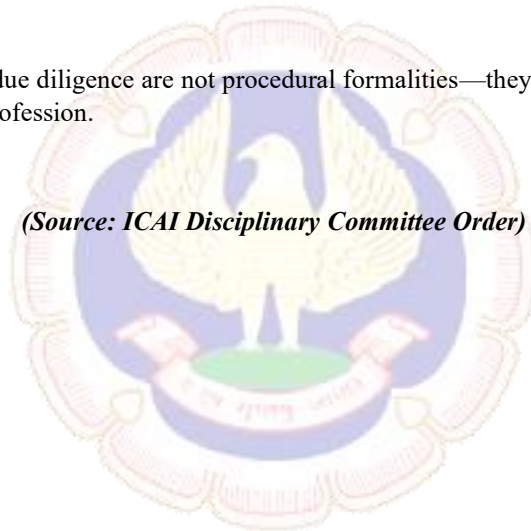 due diligence are not procedural formalities—they
ofession.
(Source: ICAI Disciplinary Committee Order)